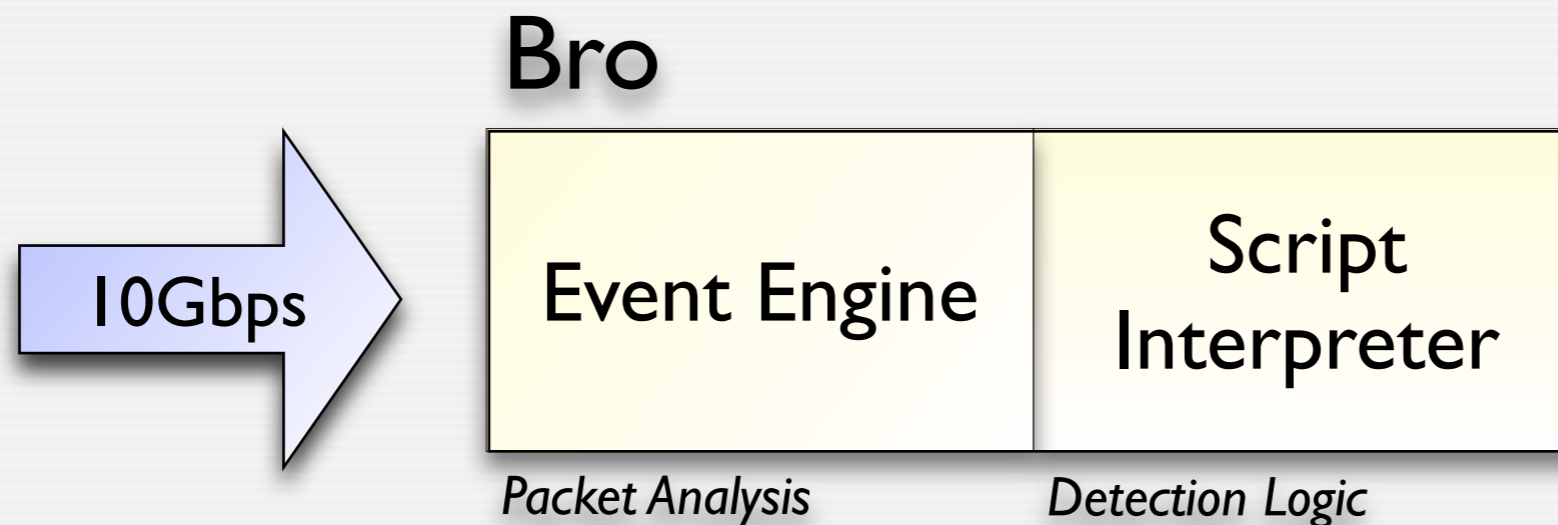 Bro
10Gbps
Event Engine
Script
Interpreter
Packet Analysis
Detection Logic